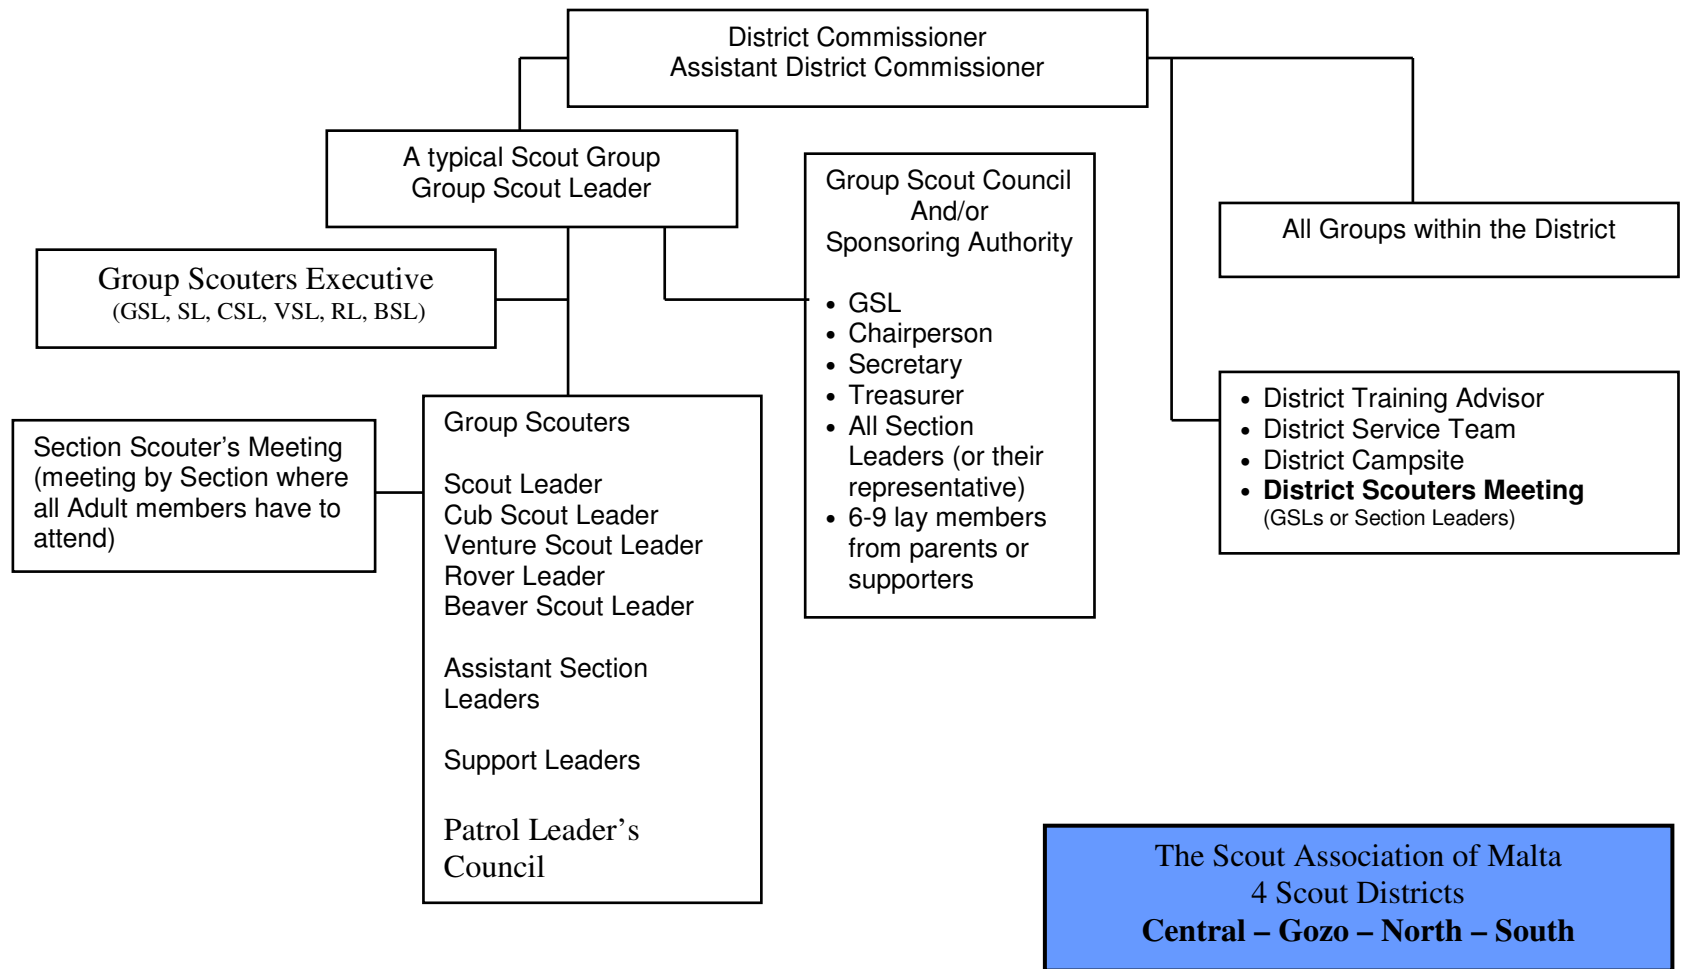 District Commissioner
Assistant District Commissioner
A typical Scout Group
Group Scout Leader
Group Scout Council
And/or
Sponsoring Authority
• GSL
• Chairperson
• Secretary
• Treasurer
• All Section
Leaders (or their
representative)
• 6-9 lay members
from parents or
supporters
All Groups within the District
Group Scouters Executive
(GSL, SL, CSL, VSL, RL, BSL)
• District Training Advisor
• District Service Team
• District Campsite
• District Scouters Meeting
(GSLs or Section Leaders)
Section Scouter's Meeting
(meeting by Section where
all Adult members have to
attend)
Group Scouters
Scout Leader
Cub Scout Leader
Venture Scout Leader
Rover Leader
Beaver Scout Leader
Assistant Section
Leaders
Support Leaders
Patrol Leader's
Council
The Scout Association of Malta
4 Scout Districts
Central – Gozo – North – South